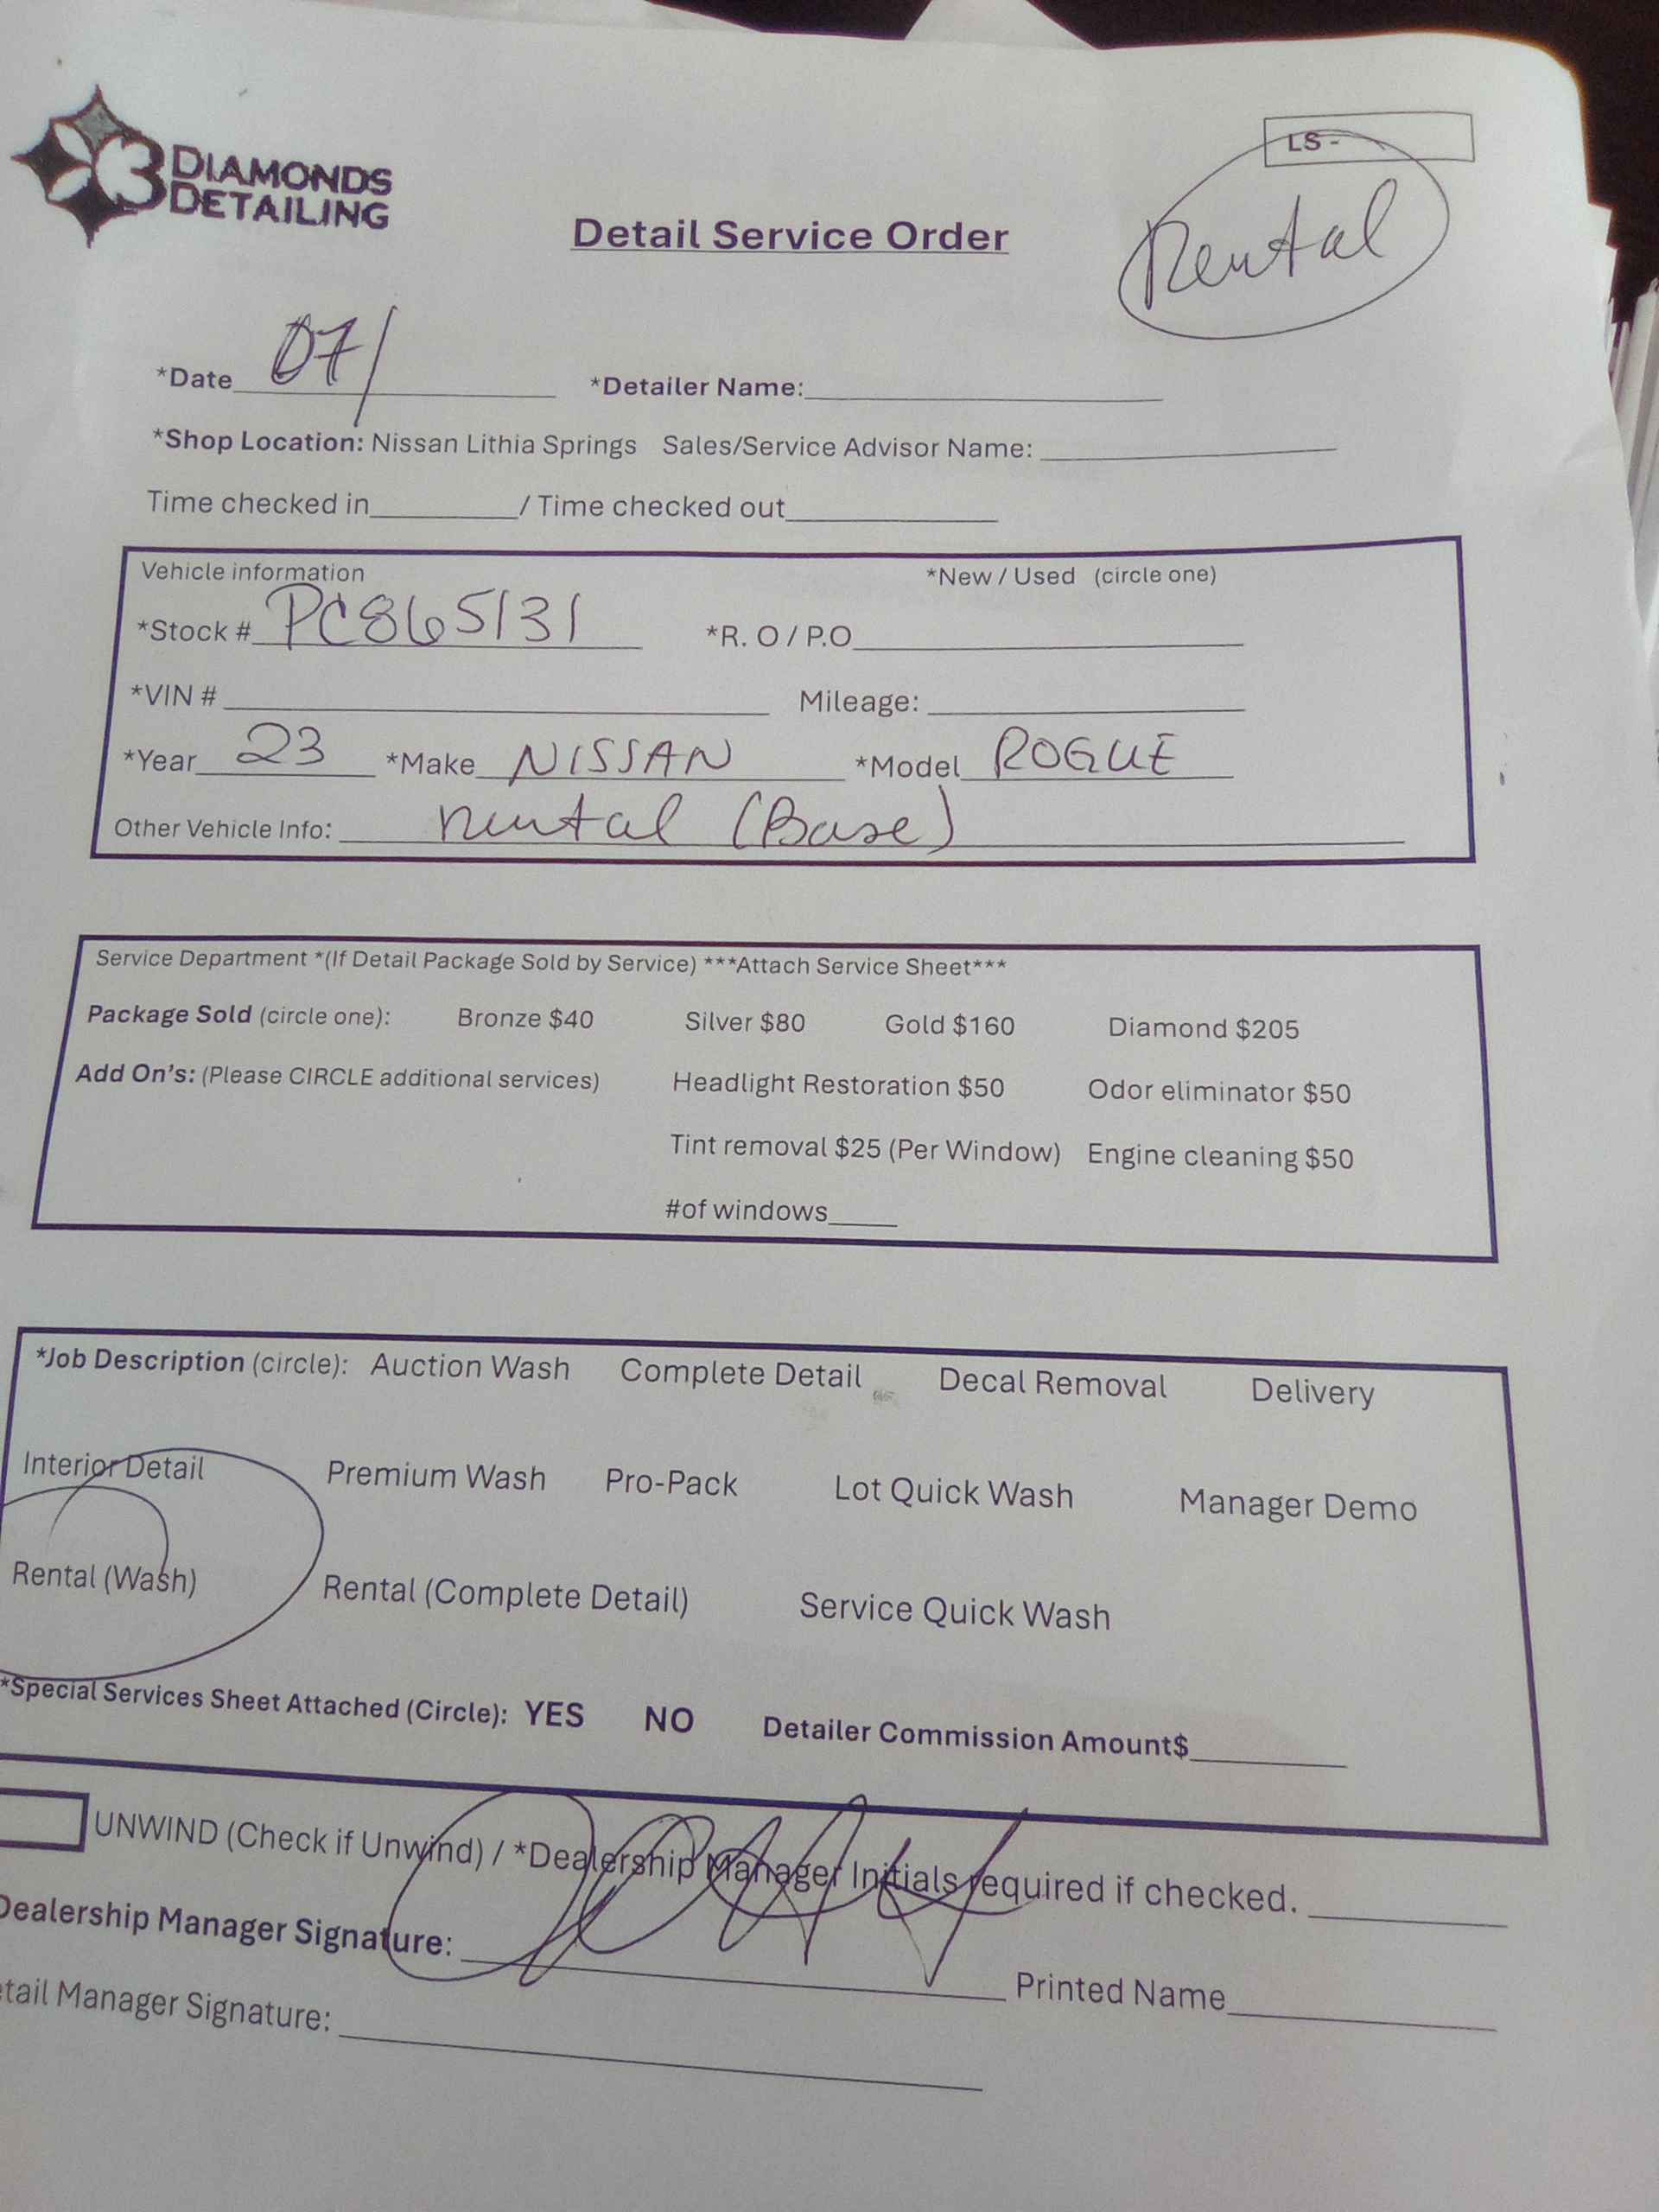 3 DIAMONDS
DETAILING
LS -
Rental
Detail Service Order
*Date 07/ *Detailer Name:
*Shop Location: Nissan Lithia Springs Sales/Service Advisor Name:
Time checked in / Time checked out
Vehicle information *New / Used (circle one)
*Stock # PC865131 *R. O / P.O
*VIN # Mileage:
*Year 23 *Make NISSAN *Model ROGUE
Other Vehicle Info: rental (Base)
Service Department *(If Detail Package Sold by Service) ***Attach Service Sheet***
Package Sold (circle one): Bronze $40 Silver $80 Gold $160 Diamond $205
Add On's: (Please CIRCLE additional services) Headlight Restoration $50 Odor eliminator $50
Tint removal $25 (Per Window) Engine cleaning $50
#of windows
*Job Description (circle): Auction Wash Complete Detail Decal Removal Delivery
Interior Detail Premium Wash Pro-Pack Lot Quick Wash Manager Demo
Rental (Wash) Rental (Complete Detail) Service Quick Wash
*Special Services Sheet Attached (Circle): YES NO Detailer Commission Amount$
UNWIND (Check if Unwind) / *Dealership Manager Initials required if checked.
Dealership Manager Signature: Printed Name
etail Manager Signature: